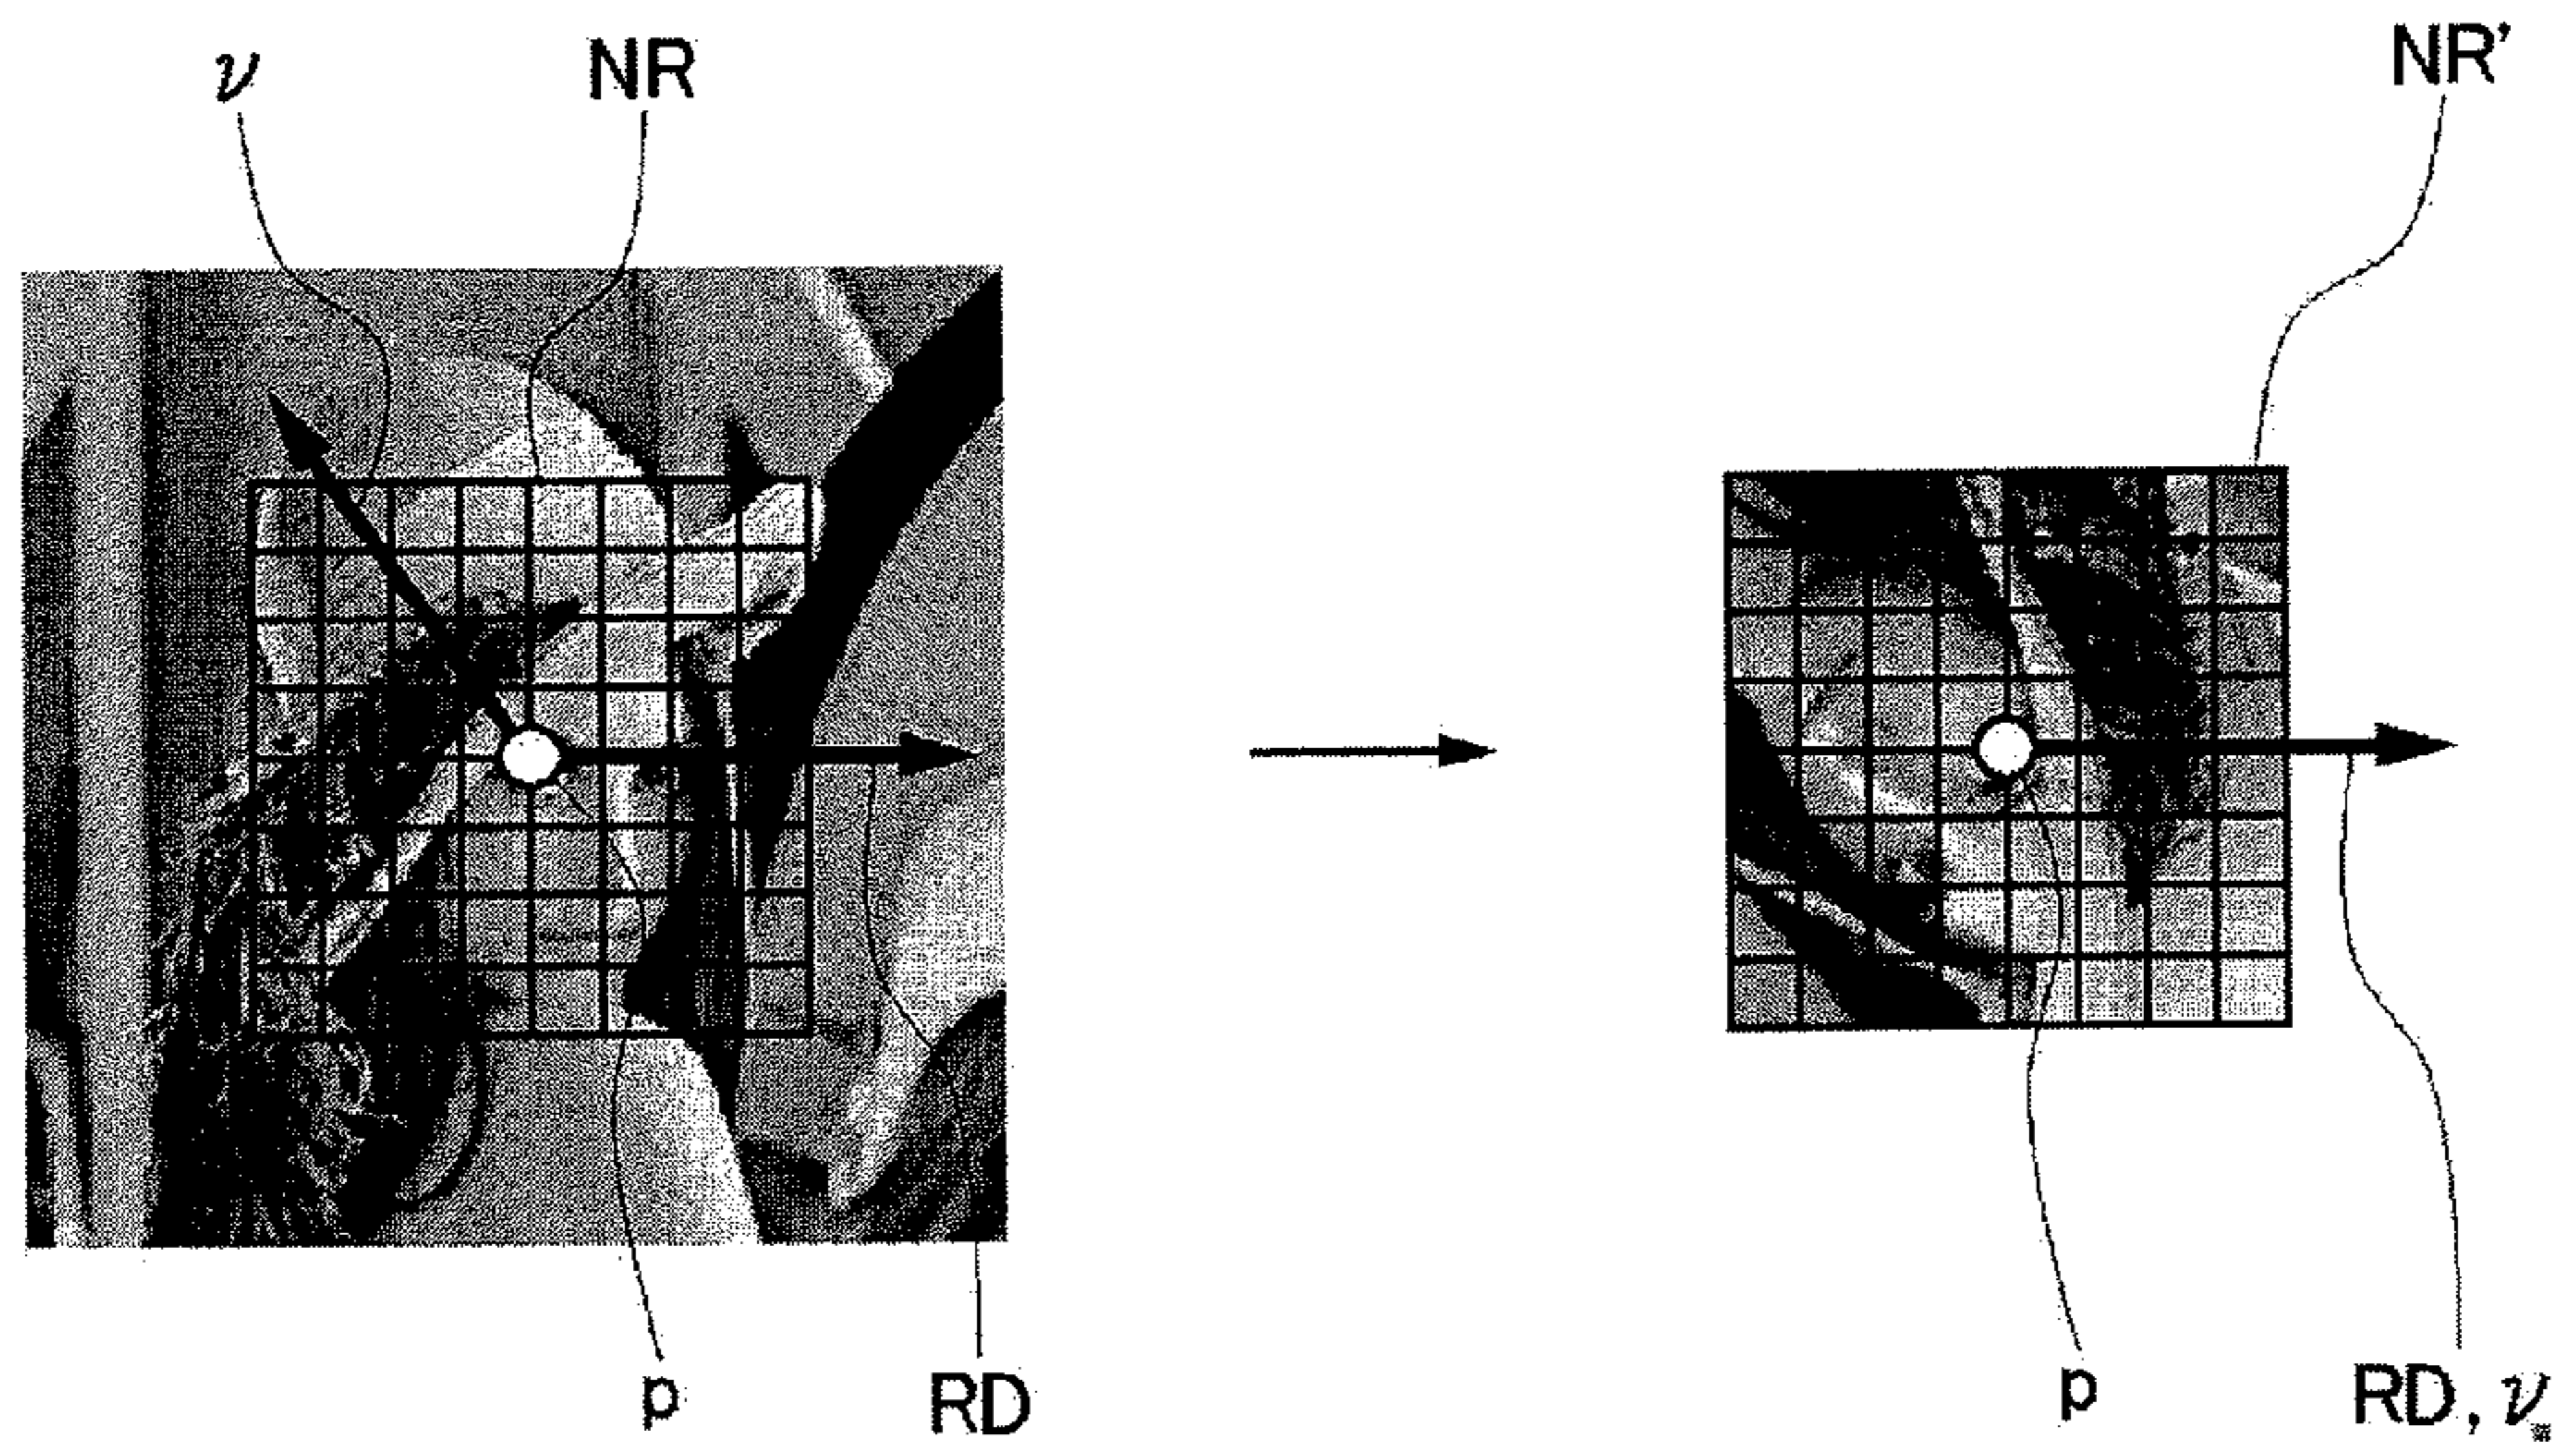 ν NR NR'
p RD p RD, ν